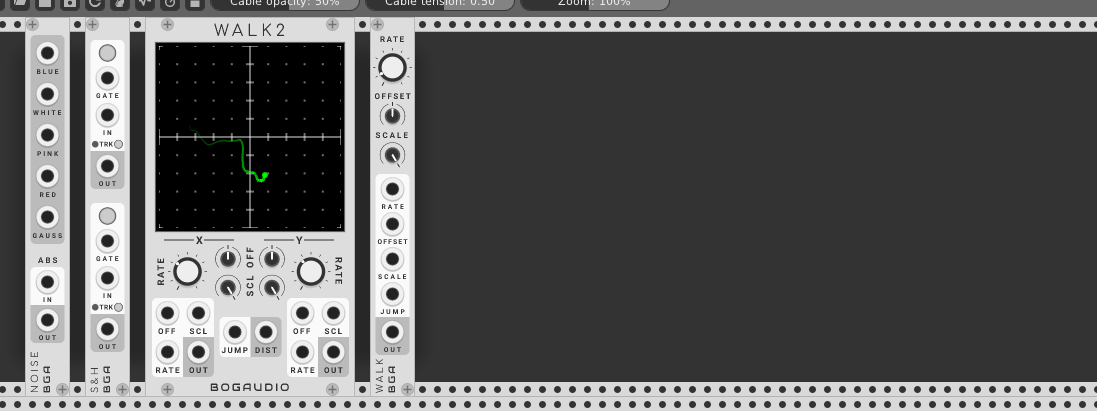 Cable opacity: 50%
Cable tension: 0.50
Zoom: 100%
BLUE
WHITE
PINK
RED
GAUSS
ABS
IN
OUT
NOISE
BGA
GATE
IN
TRK
OUT
GATE
IN
TRK
OUT
S&H
BGA
WALK2
X
Y
RATE
OFF
SCL
RATE
OFF
SCL
OFF
SCL
JUMP
DIST
RATE
OUT
RATE
OUT
BOGAUDIO
RATE
OFFSET
SCALE
RATE
OFFSET
SCALE
JUMP
OUT
WALK
BGA